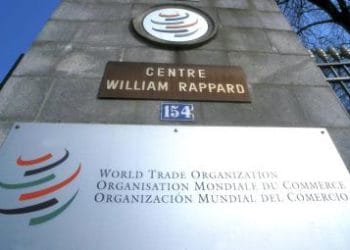 CENTRE
WILLIAM RAPPARD
154
WORLD TRADE ORGANIZATION
ORGANISATION MONDIALE DU COMMERCE
ORGANIZACIÓN MUNDIAL DEL COMERCIO